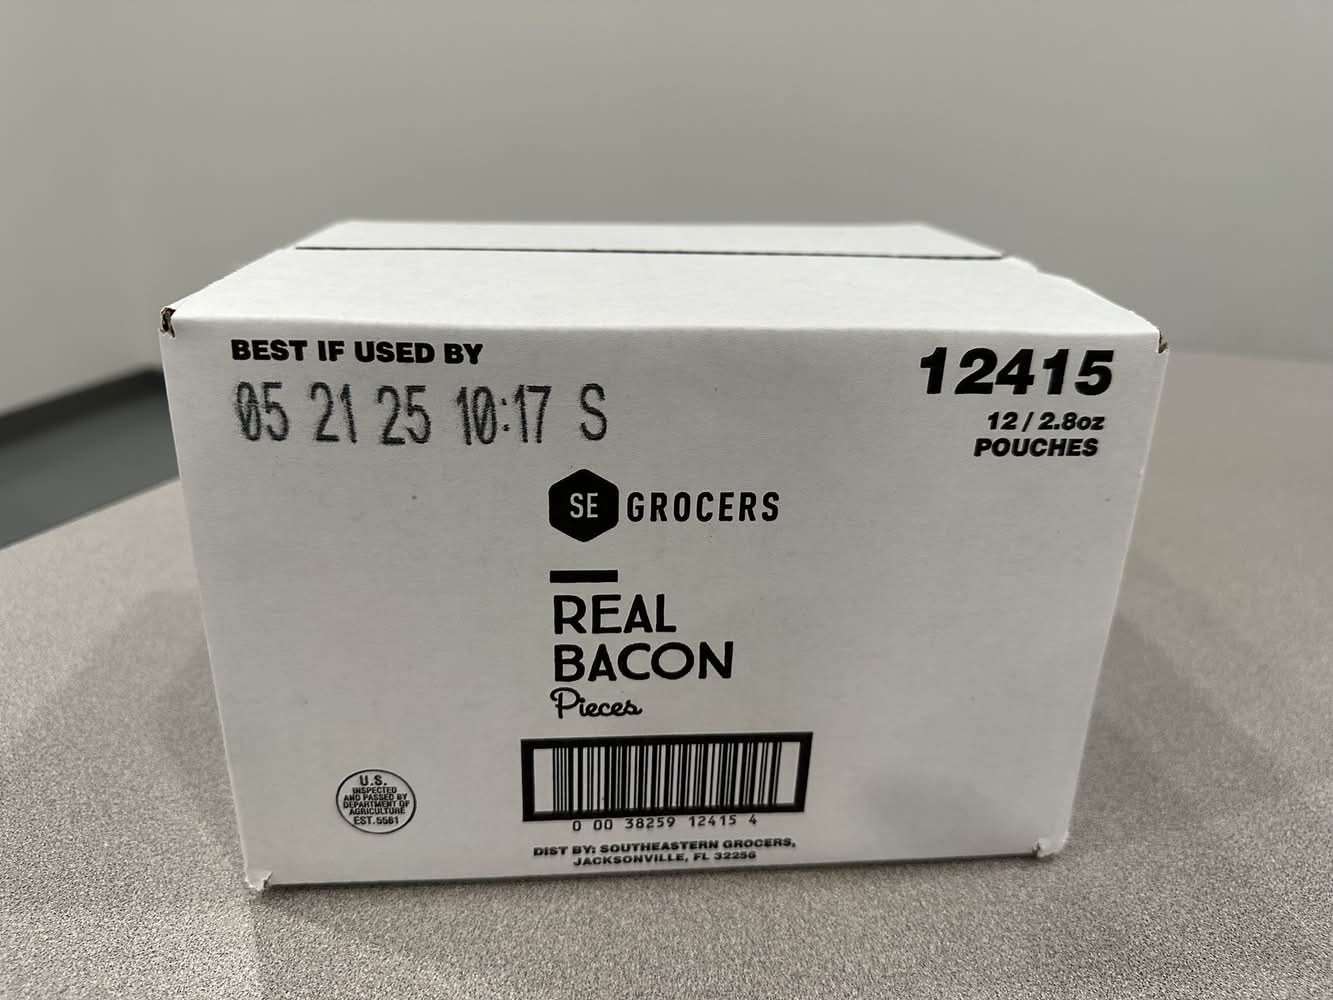 BEST IF USED BY
05 21 25 10:17 S
12415
12 / 2.8oz
POUCHES
SE GROCERS
REAL
BACON
Pieces
U.S.
INSPECTED
AND PASSED BY
DEPARTMENT OF
AGRICULTURE
EST.5581
0 00 38259 12415 4
DIST BY: SOUTHEASTERN GROCERS,
JACKSONVILLE, FL 32256